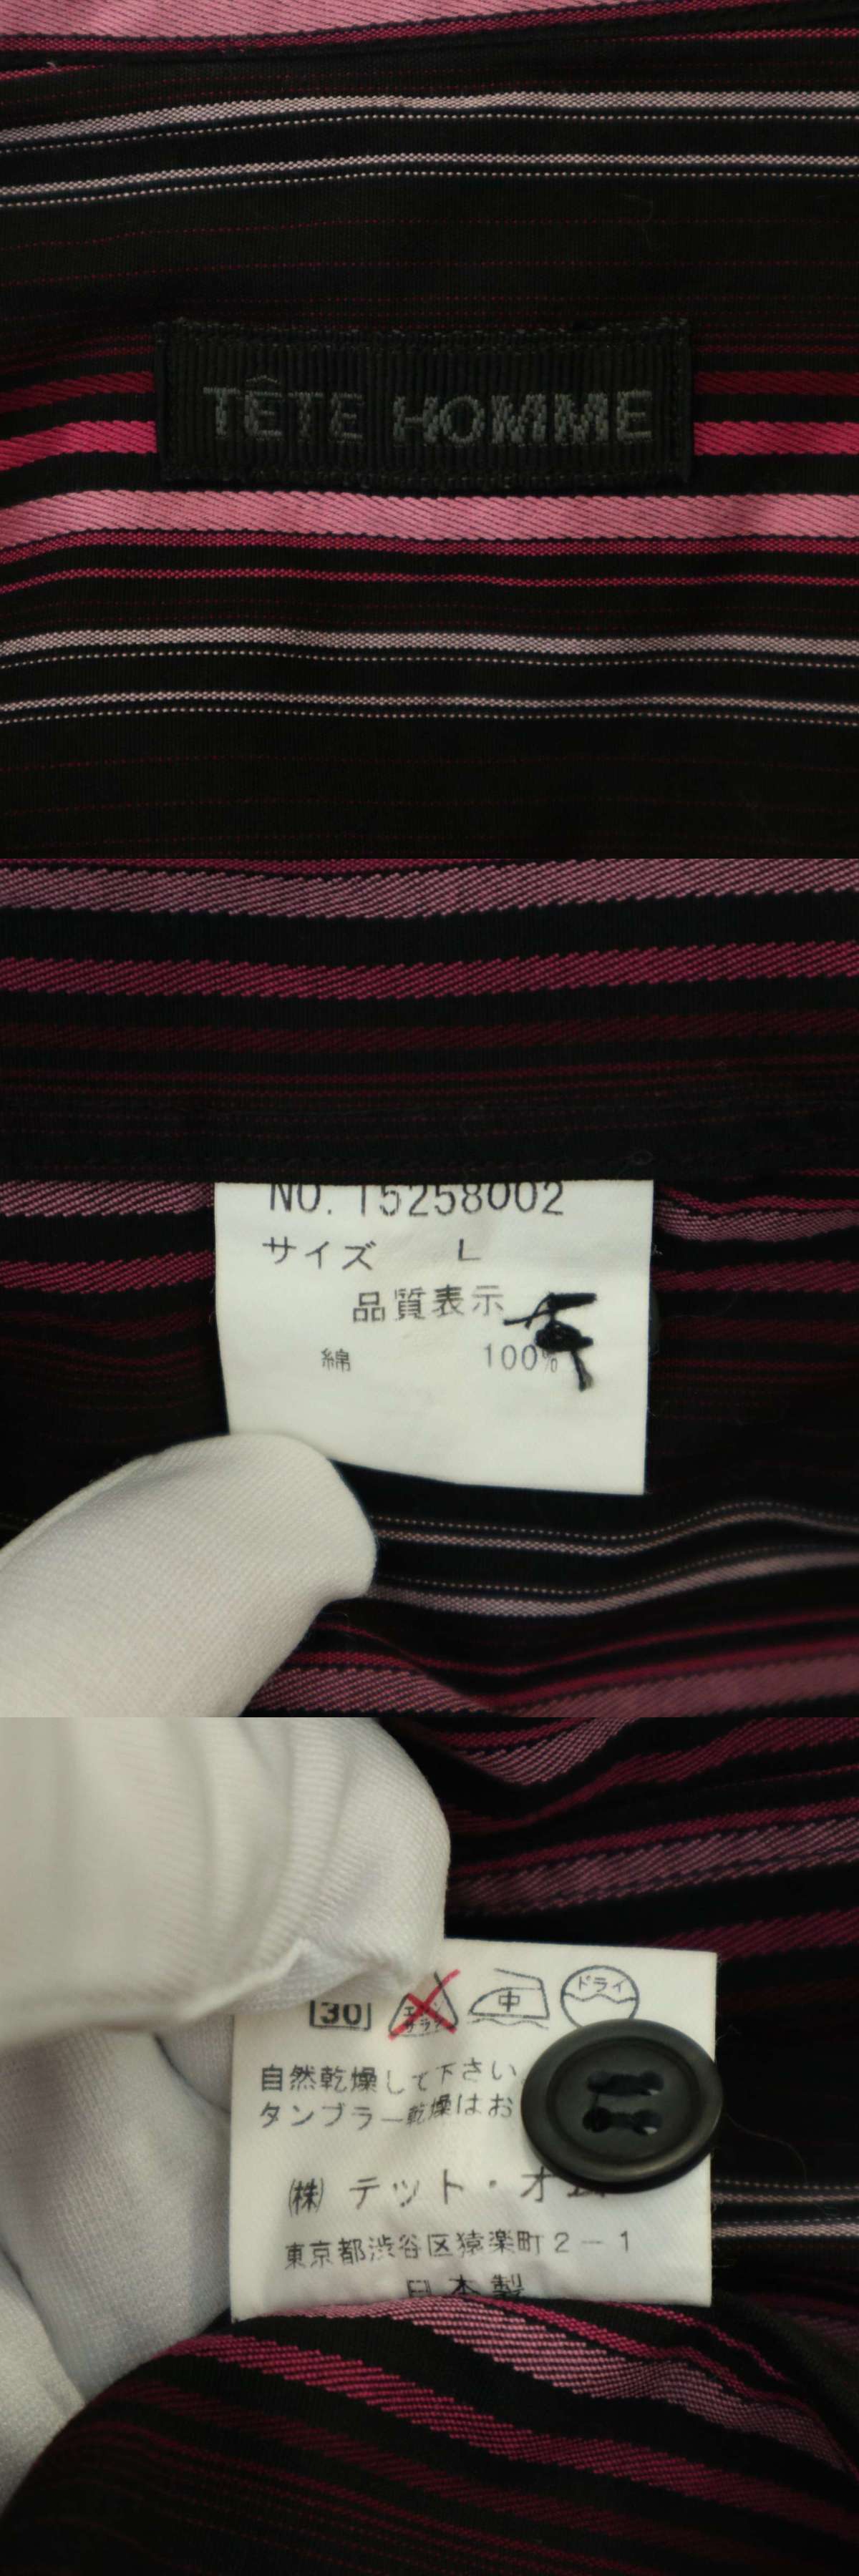 TÊTE HOMME
NO. T5258002
サイズ L
品質表示
綿 100%
30 中 ドライ
自然乾燥して下さい
タンブラー乾燥はお
(株) テット・オム
東京都渋谷区猿楽町2-1
日本製